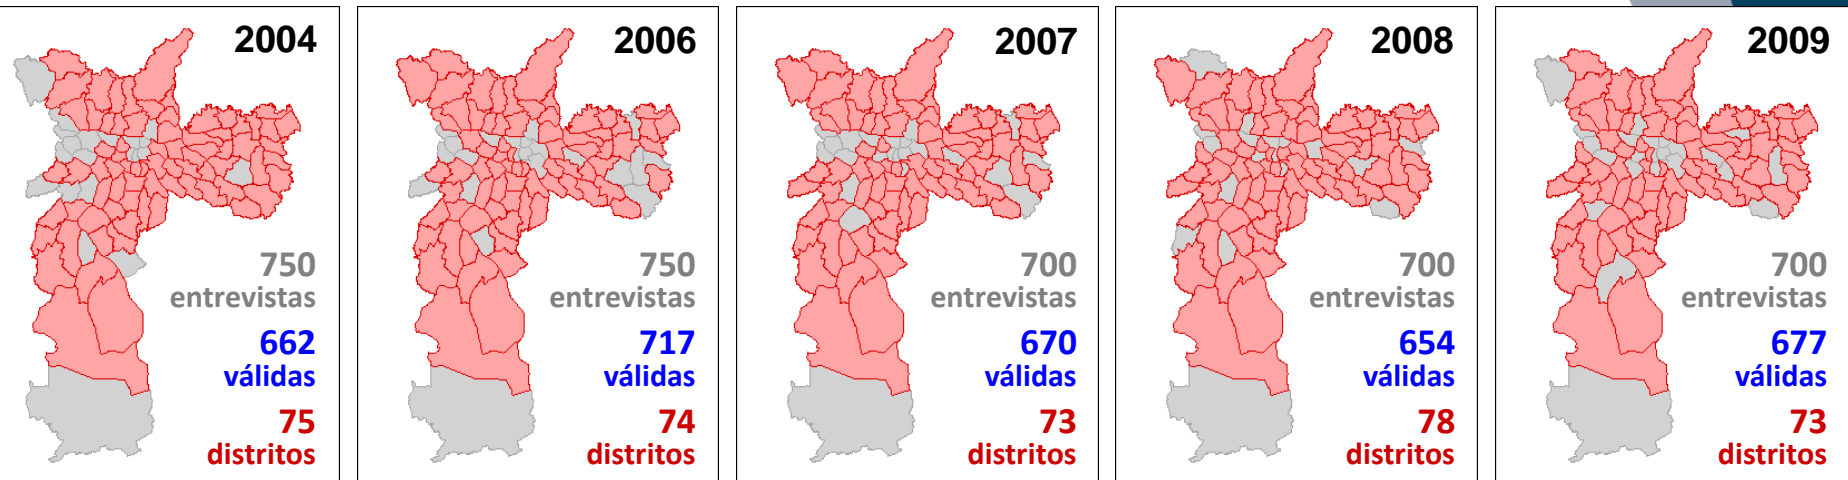 2004
750
entrevistas
662
válidas
75
distritos
2006
750
entrevistas
717
válidas
74
distritos
2007
700
entrevistas
670
válidas
73
distritos
2008
700
entrevistas
654
válidas
78
distritos
2009
700
entrevistas
677
válidas
73
distritos